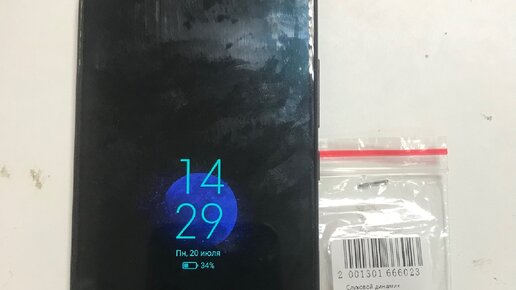 14
29
Пн, 20 июля
34%
2 001301 666023
Слуховой динамик